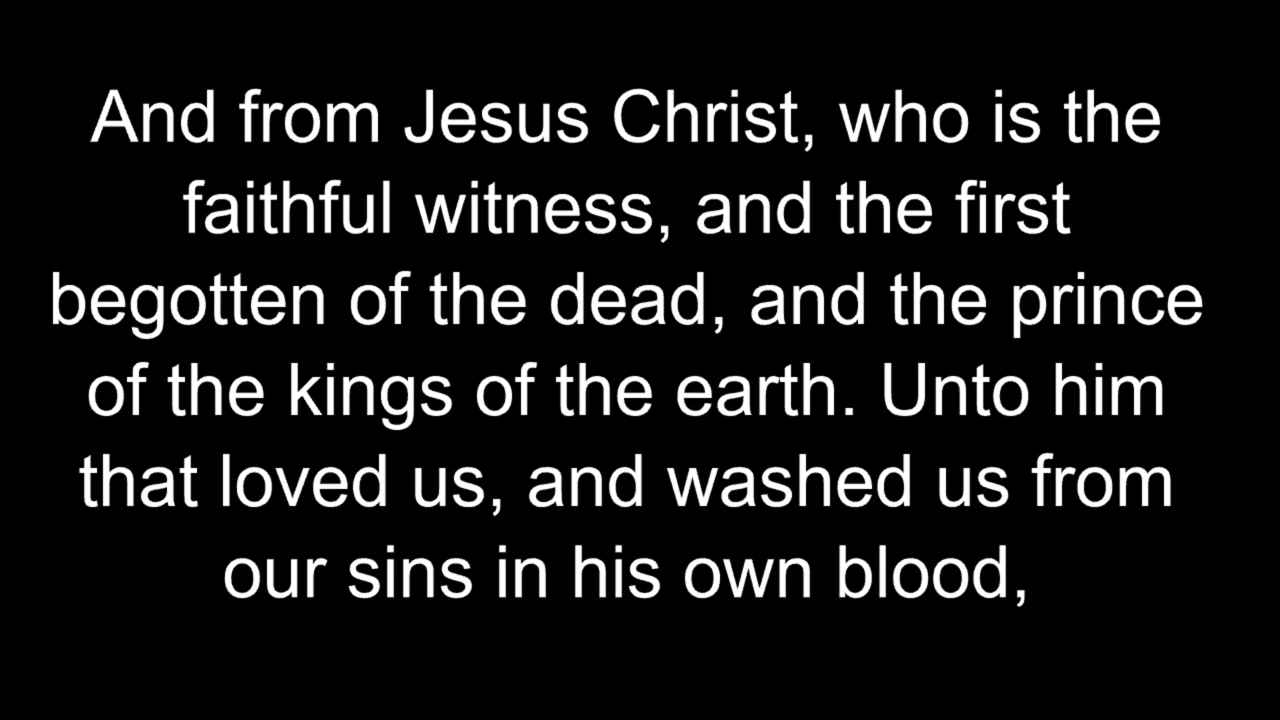 And from Jesus Christ, who is the
faithful witness, and the first
begotten of the dead, and the prince
of the kings of the earth. Unto him
that loved us, and washed us from
our sins in his own blood,